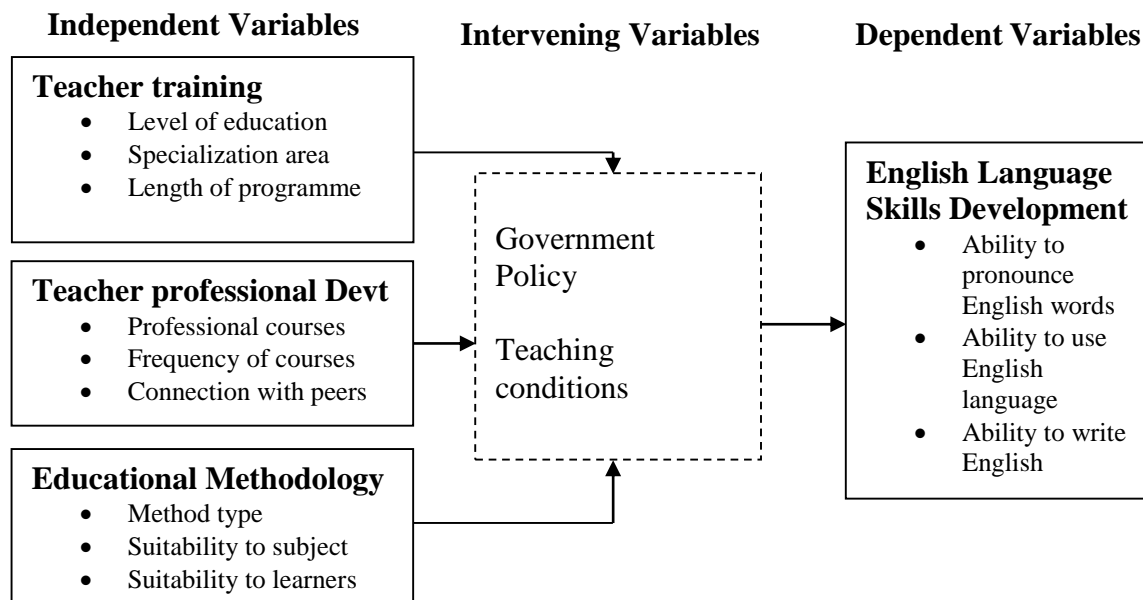 Independent Variables
Intervening Variables
Dependent Variables
Teacher training
• Level of education
• Specialization area
• Length of programme
Teacher professional Devt
• Professional courses
• Frequency of courses
• Connection with peers
Educational Methodology
• Method type
• Suitability to subject
• Suitability to learners
Government
Policy
Teaching
conditions
English Language
Skills Development
• Ability to
pronounce
English words
• Ability to use
English
language
• Ability to write
English